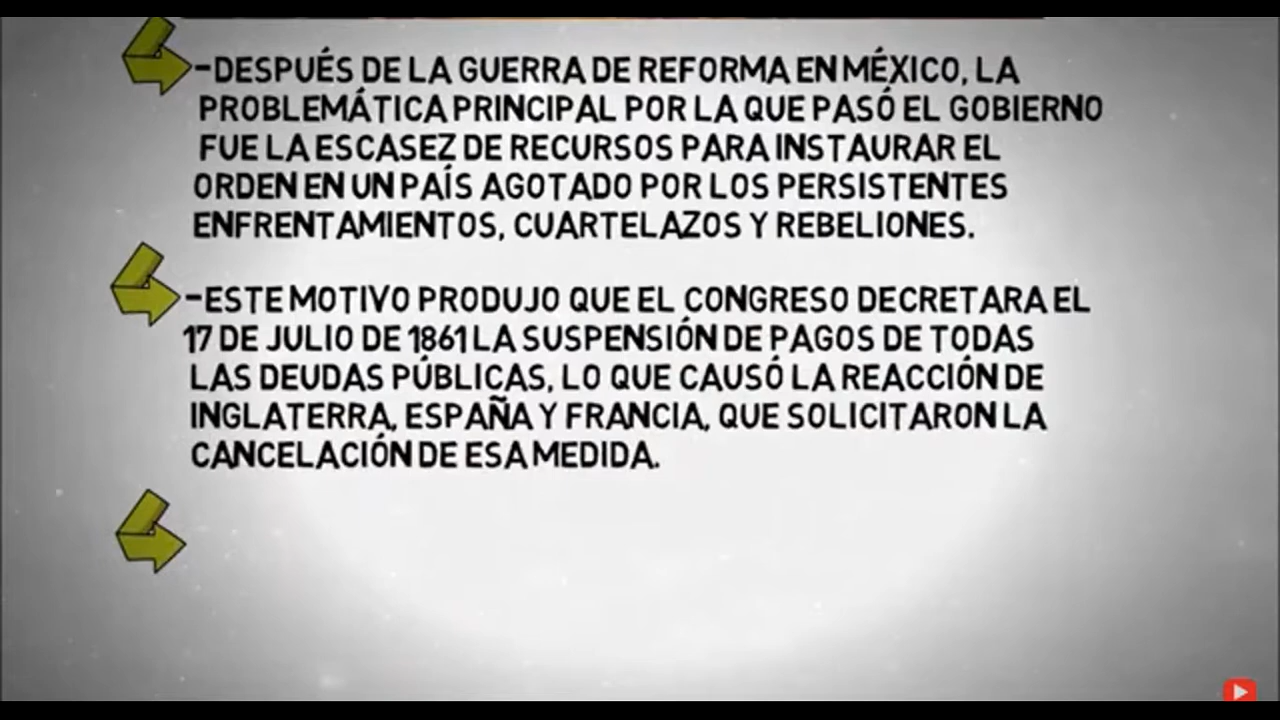 -DESPUÉS DE LA GUERRA DE REFORMA EN MÉXICO, LA
PROBLEMÁTICA PRINCIPAL POR LA QUE PASÓ EL GOBIERNO
FUE LA ESCASEZ DE RECURSOS PARA INSTAURAR EL
ORDEN EN UN PAÍS AGOTADO POR LOS PERSISTENTES
ENFRENTAMIENTOS, CUARTELAZOS Y REBELIONES.
-ESTE MOTIVO PRODUJO QUE EL CONGRESO DECRETARA EL
17 DE JULIO DE 1861 LA SUSPENSIÓN DE PAGOS DE TODAS
LAS DEUDAS PÚBLICAS, LO QUE CAUSÓ LA REACCIÓN DE
INGLATERRA, ESPAÑA Y FRANCIA, QUE SOLICITARON LA
CANCELACIÓN DE ESA MEDIDA.